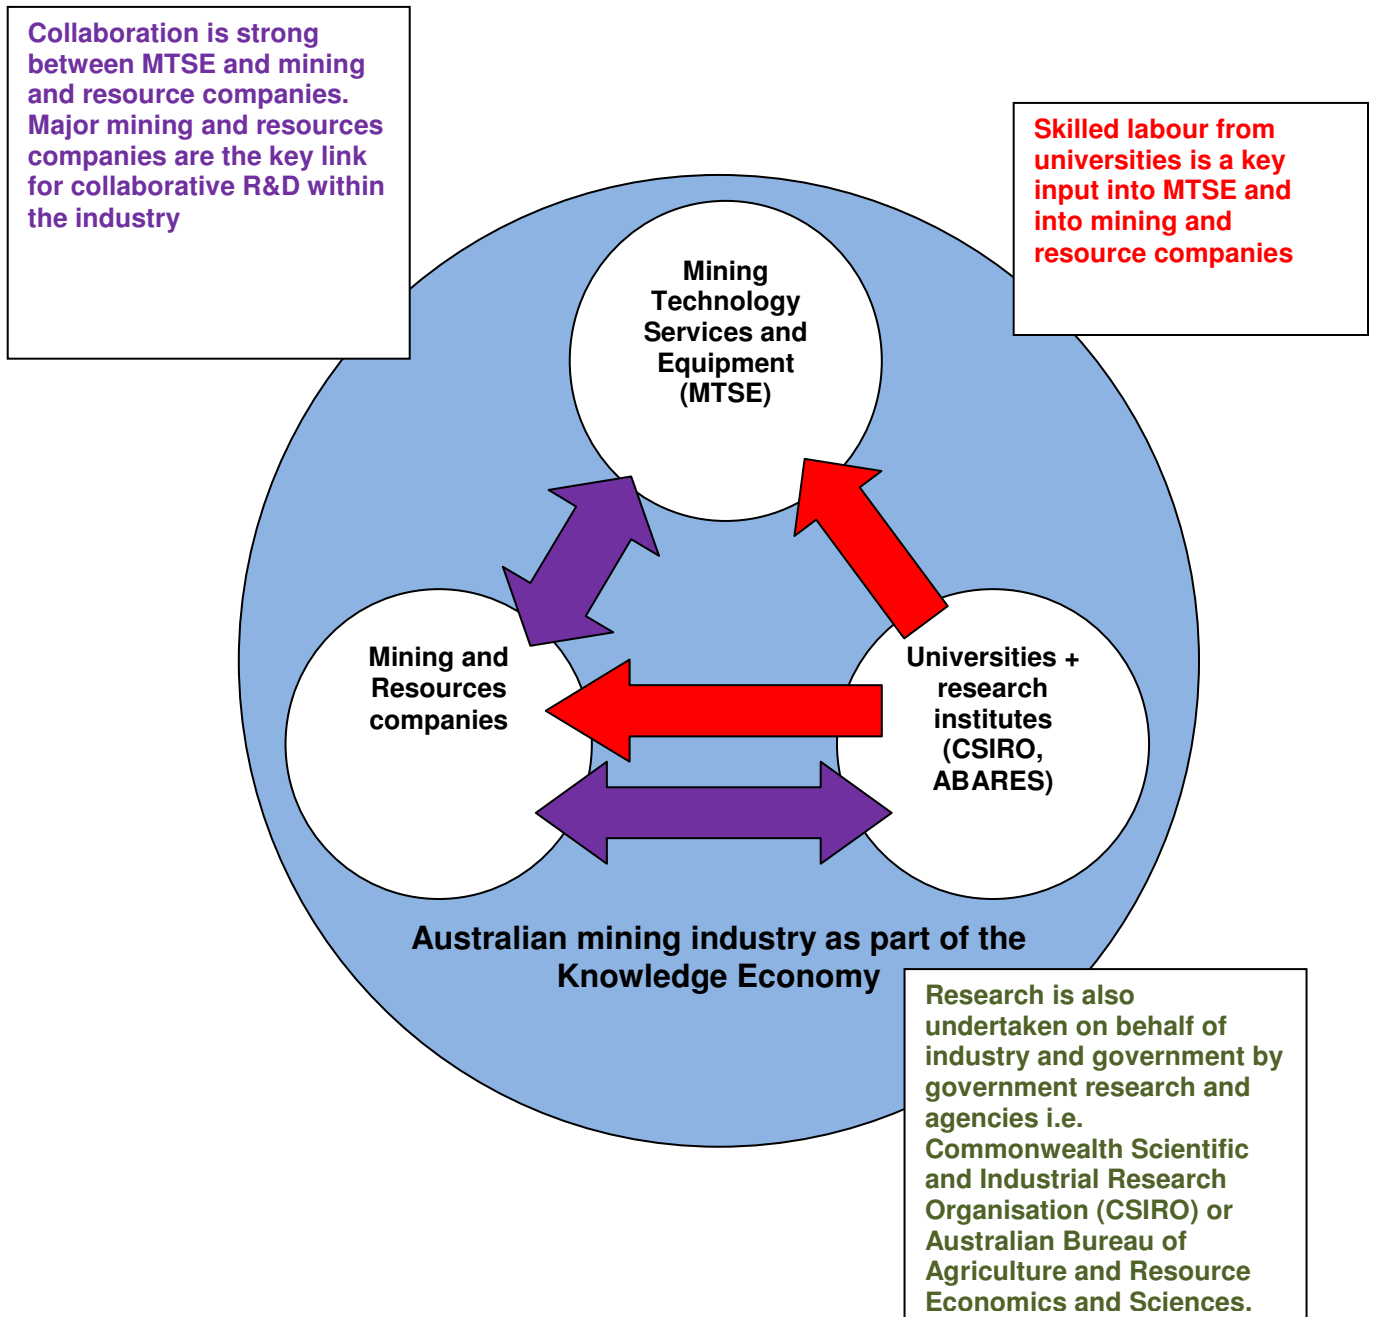 Collaboration is strong
between MTSE and mining
and resource companies.
Major mining and resources
companies are the key link
for collaborative R&D within
the industry
Skilled labour from
universities is a key
input into MTSE and
into mining and
resource companies
Mining
Technology
Services and
Equipment
(MTSE)
Mining and
Resources
companies
Universities +
research
institutes
(CSIRO,
ABARES)
Australian mining industry as part of the
Knowledge Economy
Research is also
undertaken on behalf of
industry and government by
government research and
agencies i.e.
Commonwealth Scientific
and Industrial Research
Organisation (CSIRO) or
Australian Bureau of
Agriculture and Resource
Economics and Sciences.